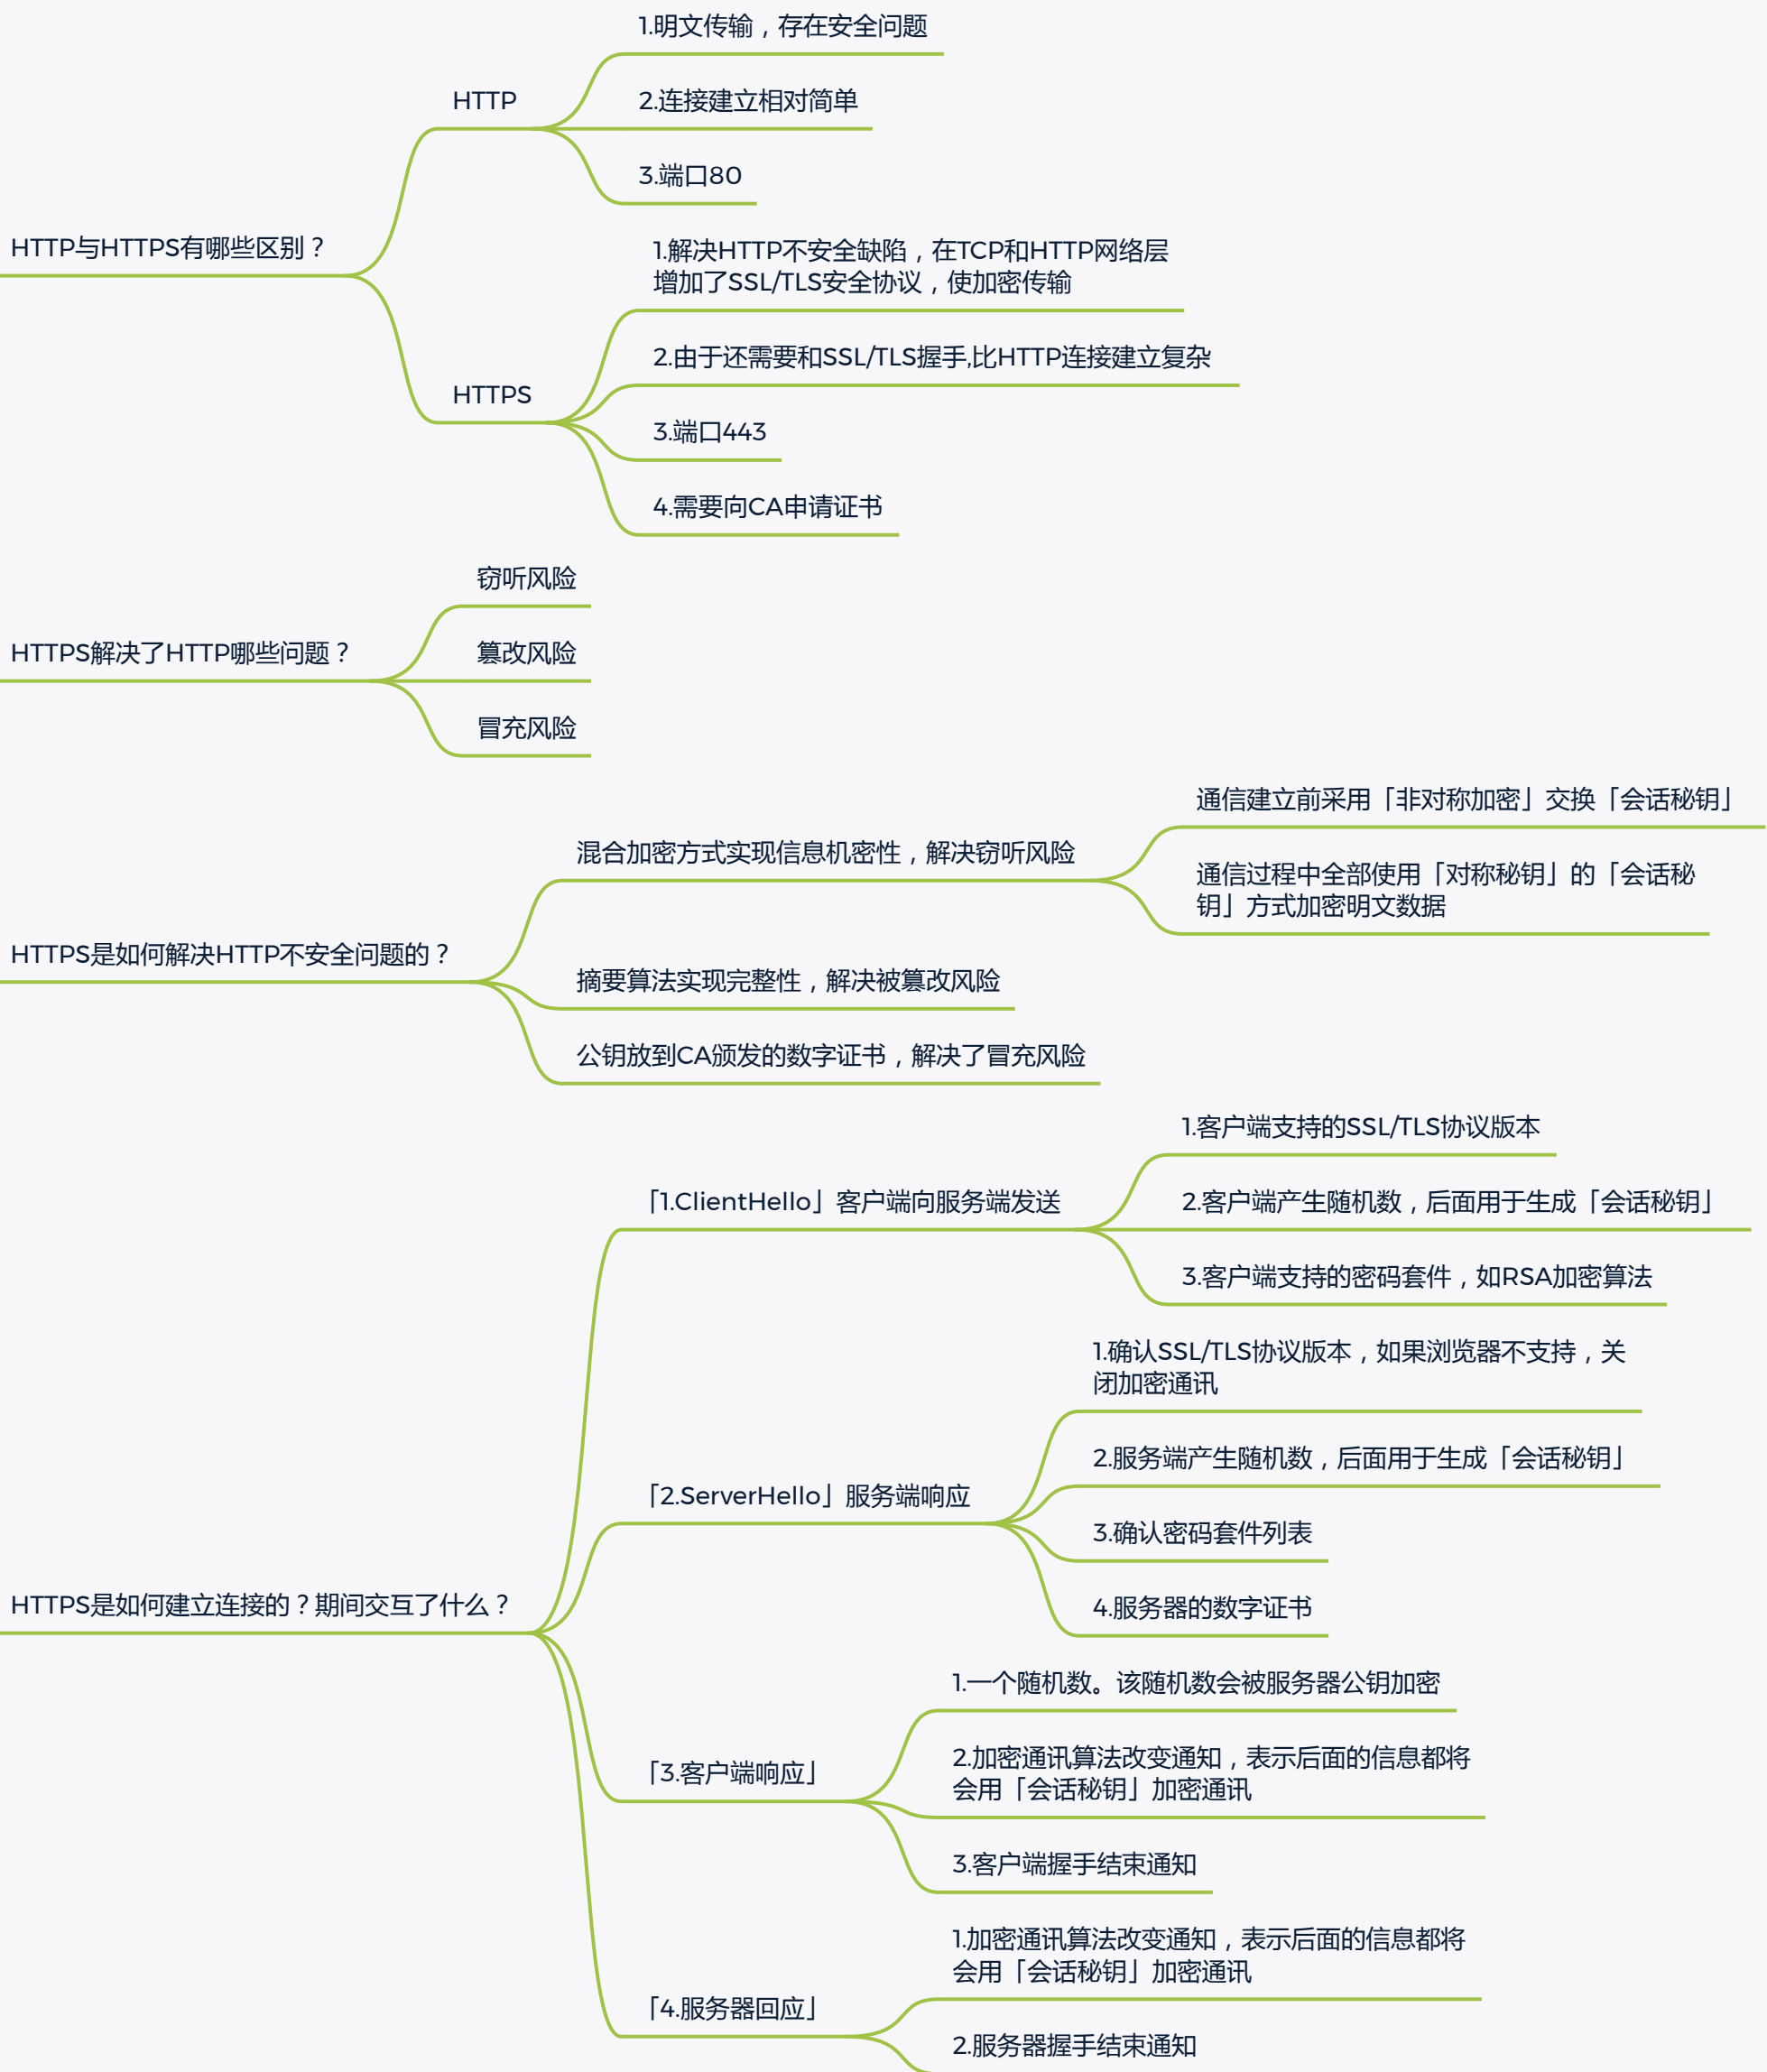 HTTP与HTTPS有哪些区别？
HTTP
1.明文传输，存在安全问题
2.连接建立相对简单
3.端口80
HTTPS
1.解决HTTP不安全缺陷，在TCP和HTTP网络层
增加了SSL/TLS安全协议，使加密传输
2.由于还需要和SSL/TLS握手,比HTTP连接建立复杂
3.端口443
4.需要向CA申请证书
HTTPS解决了HTTP哪些问题？
窃听风险
篡改风险
冒充风险
HTTPS是如何解决HTTP不安全问题的？
混合加密方式实现信息机密性，解决窃听风险
通信建立前采用「非对称加密」交换「会话秘钥」
通信过程中全部使用「对称秘钥」的「会话秘
钥」方式加密明文数据
摘要算法实现完整性，解决被篡改风险
公钥放到CA颁发的数字证书，解决了冒充风险
HTTPS是如何建立连接的？期间交互了什么？
「1.ClientHello」客户端向服务端发送
1.客户端支持的SSL/TLS协议版本
2.客户端产生随机数，后面用于生成「会话秘钥」
3.客户端支持的密码套件，如RSA加密算法
「2.ServerHello」服务端响应
1.确认SSL/TLS协议版本，如果浏览器不支持，关
闭加密通讯
2.服务端产生随机数，后面用于生成「会话秘钥」
3.确认密码套件列表
4.服务器的数字证书
「3.客户端响应」
1.一个随机数。该随机数会被服务器公钥加密
2.加密通讯算法改变通知，表示后面的信息都将
会用「会话秘钥」加密通讯
3.客户端握手结束通知
「4.服务器回应」
1.加密通讯算法改变通知，表示后面的信息都将
会用「会话秘钥」加密通讯
2.服务器握手结束通知